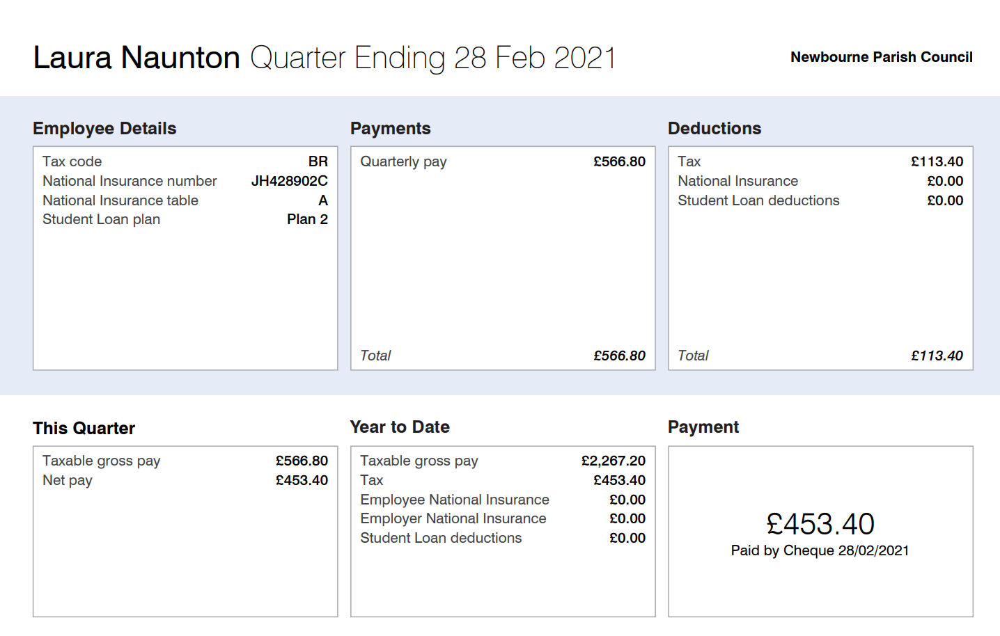 Laura Naunton Quarter Ending 28 Feb 2021
Newbourne Parish Council
Employee Details
Tax code BR
National Insurance number JH428902C
National Insurance table A
Student Loan plan Plan 2
Payments
Quarterly pay £566.80
Total £566.80
Deductions
Tax £113.40
National Insurance £0.00
Student Loan deductions £0.00
Total £113.40
This Quarter
Taxable gross pay £566.80
Net pay £453.40
Year to Date
Taxable gross pay £2,267.20
Tax £453.40
Employee National Insurance £0.00
Employer National Insurance £0.00
Student Loan deductions £0.00
Payment
£453.40
Paid by Cheque 28/02/2021